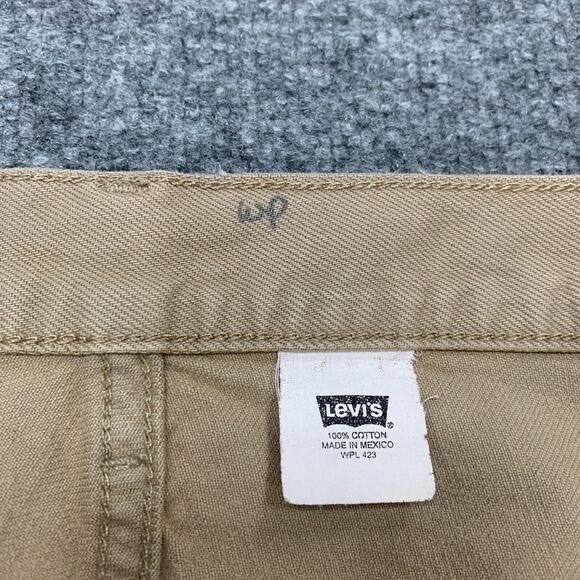 wp
LEVI'S
100% COTTON
MADE IN MEXICO
WPL 423